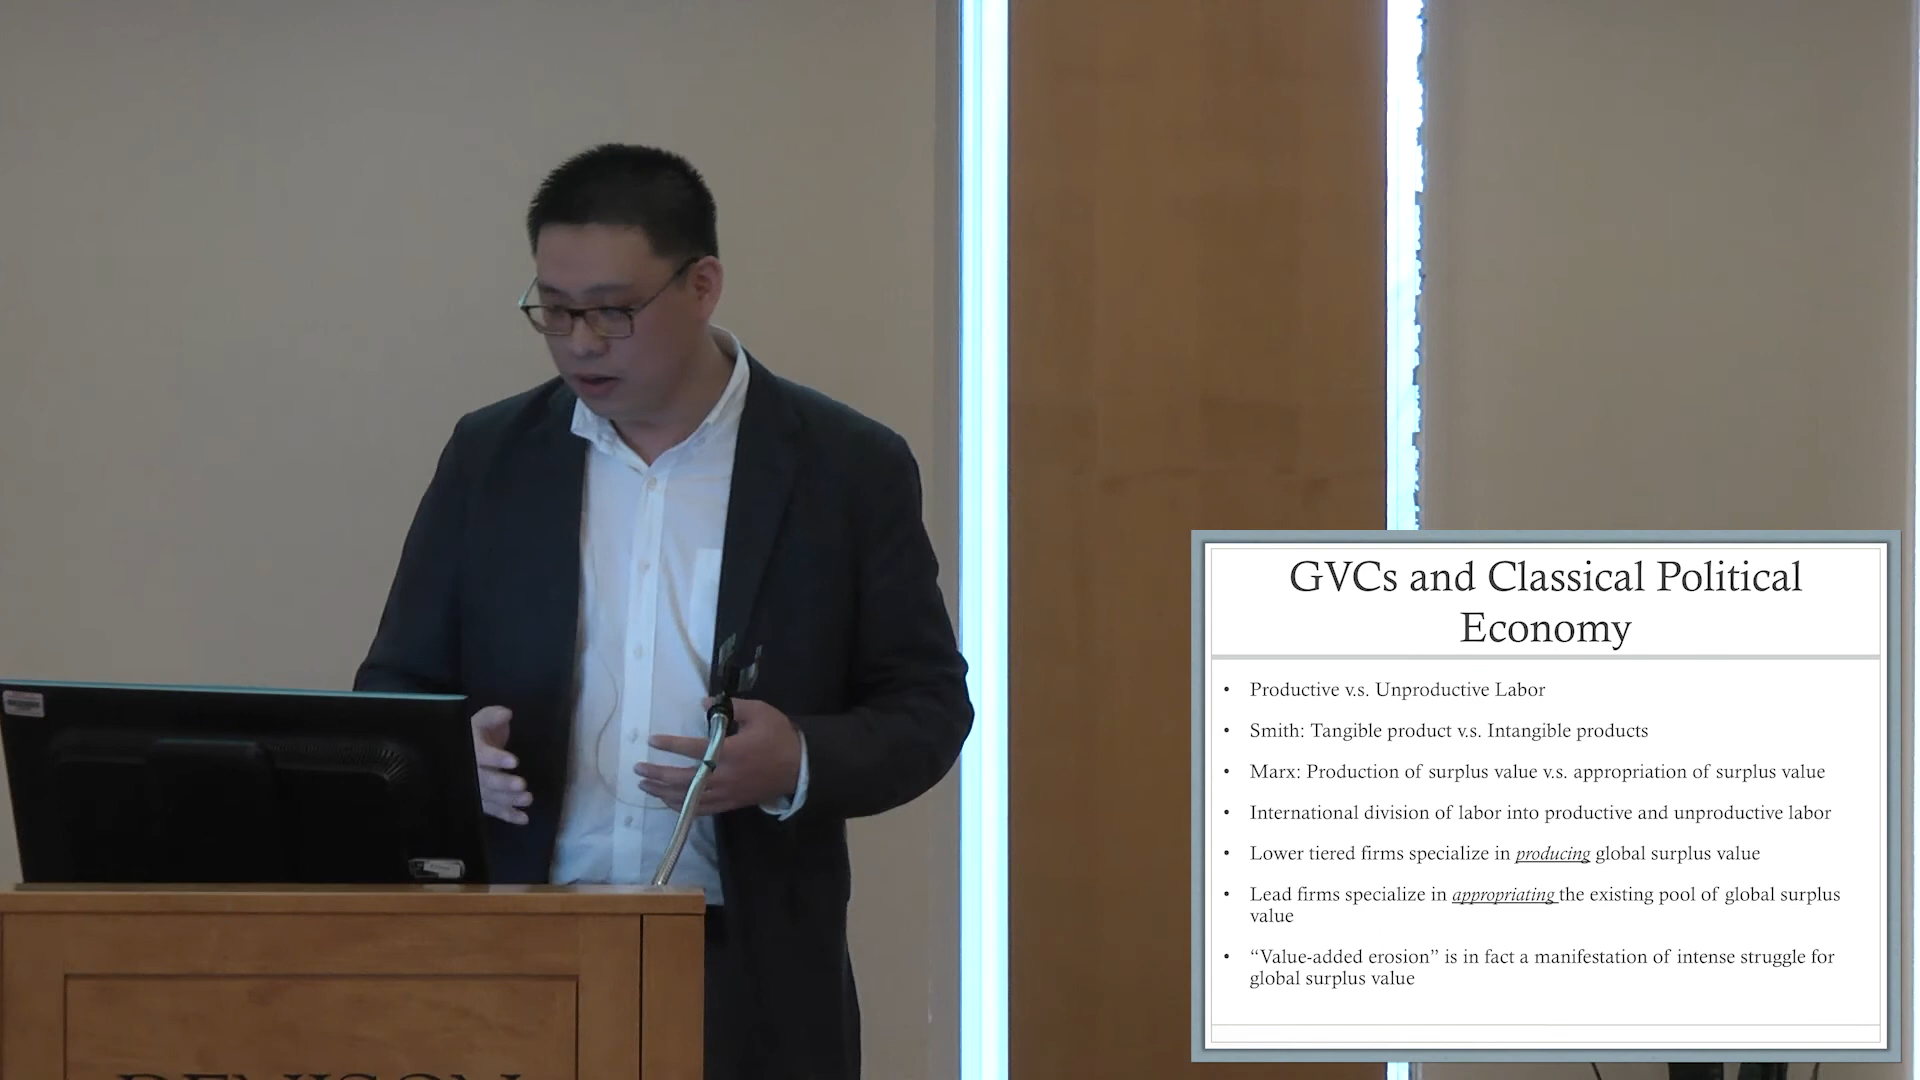 GVCs and Classical Political
Economy
• Productive v.s. Unproductive Labor
• Smith: Tangible product v.s. Intangible products
• Marx: Production of surplus value v.s. appropriation of surplus value
• International division of labor into productive and unproductive labor
• Lower tiered firms specialize in producing global surplus value
• Lead firms specialize in appropriating the existing pool of global surplus
value
• “Value-added erosion” is in fact a manifestation of intense struggle for
global surplus value
DENISON